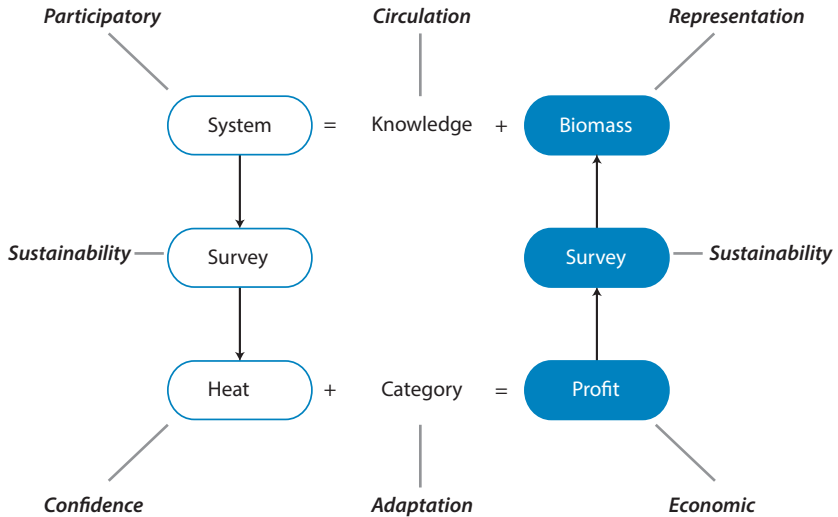 Participatory Circulation Representation
System = Knowledge + Biomass
Sustainability Survey Survey Sustainability
Heat + Category = Profit
Confidence Adaptation Economic